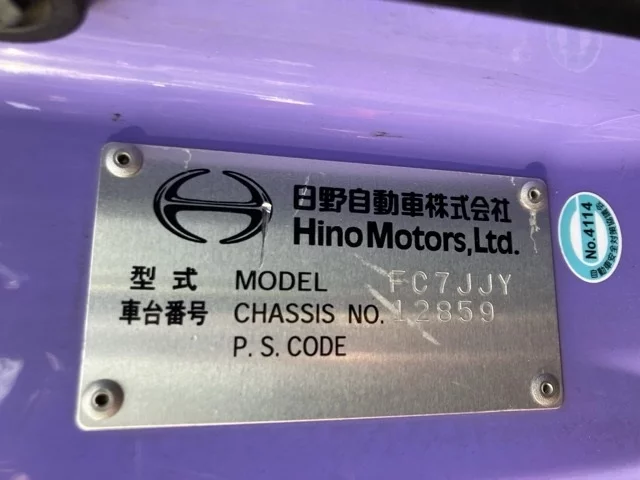 日野自動車株式会社
Hino Motors, Ltd.
型式 MODEL FC7JJY
車台番号 CHASSIS NO. 12859
P. S. CODE
No.4114